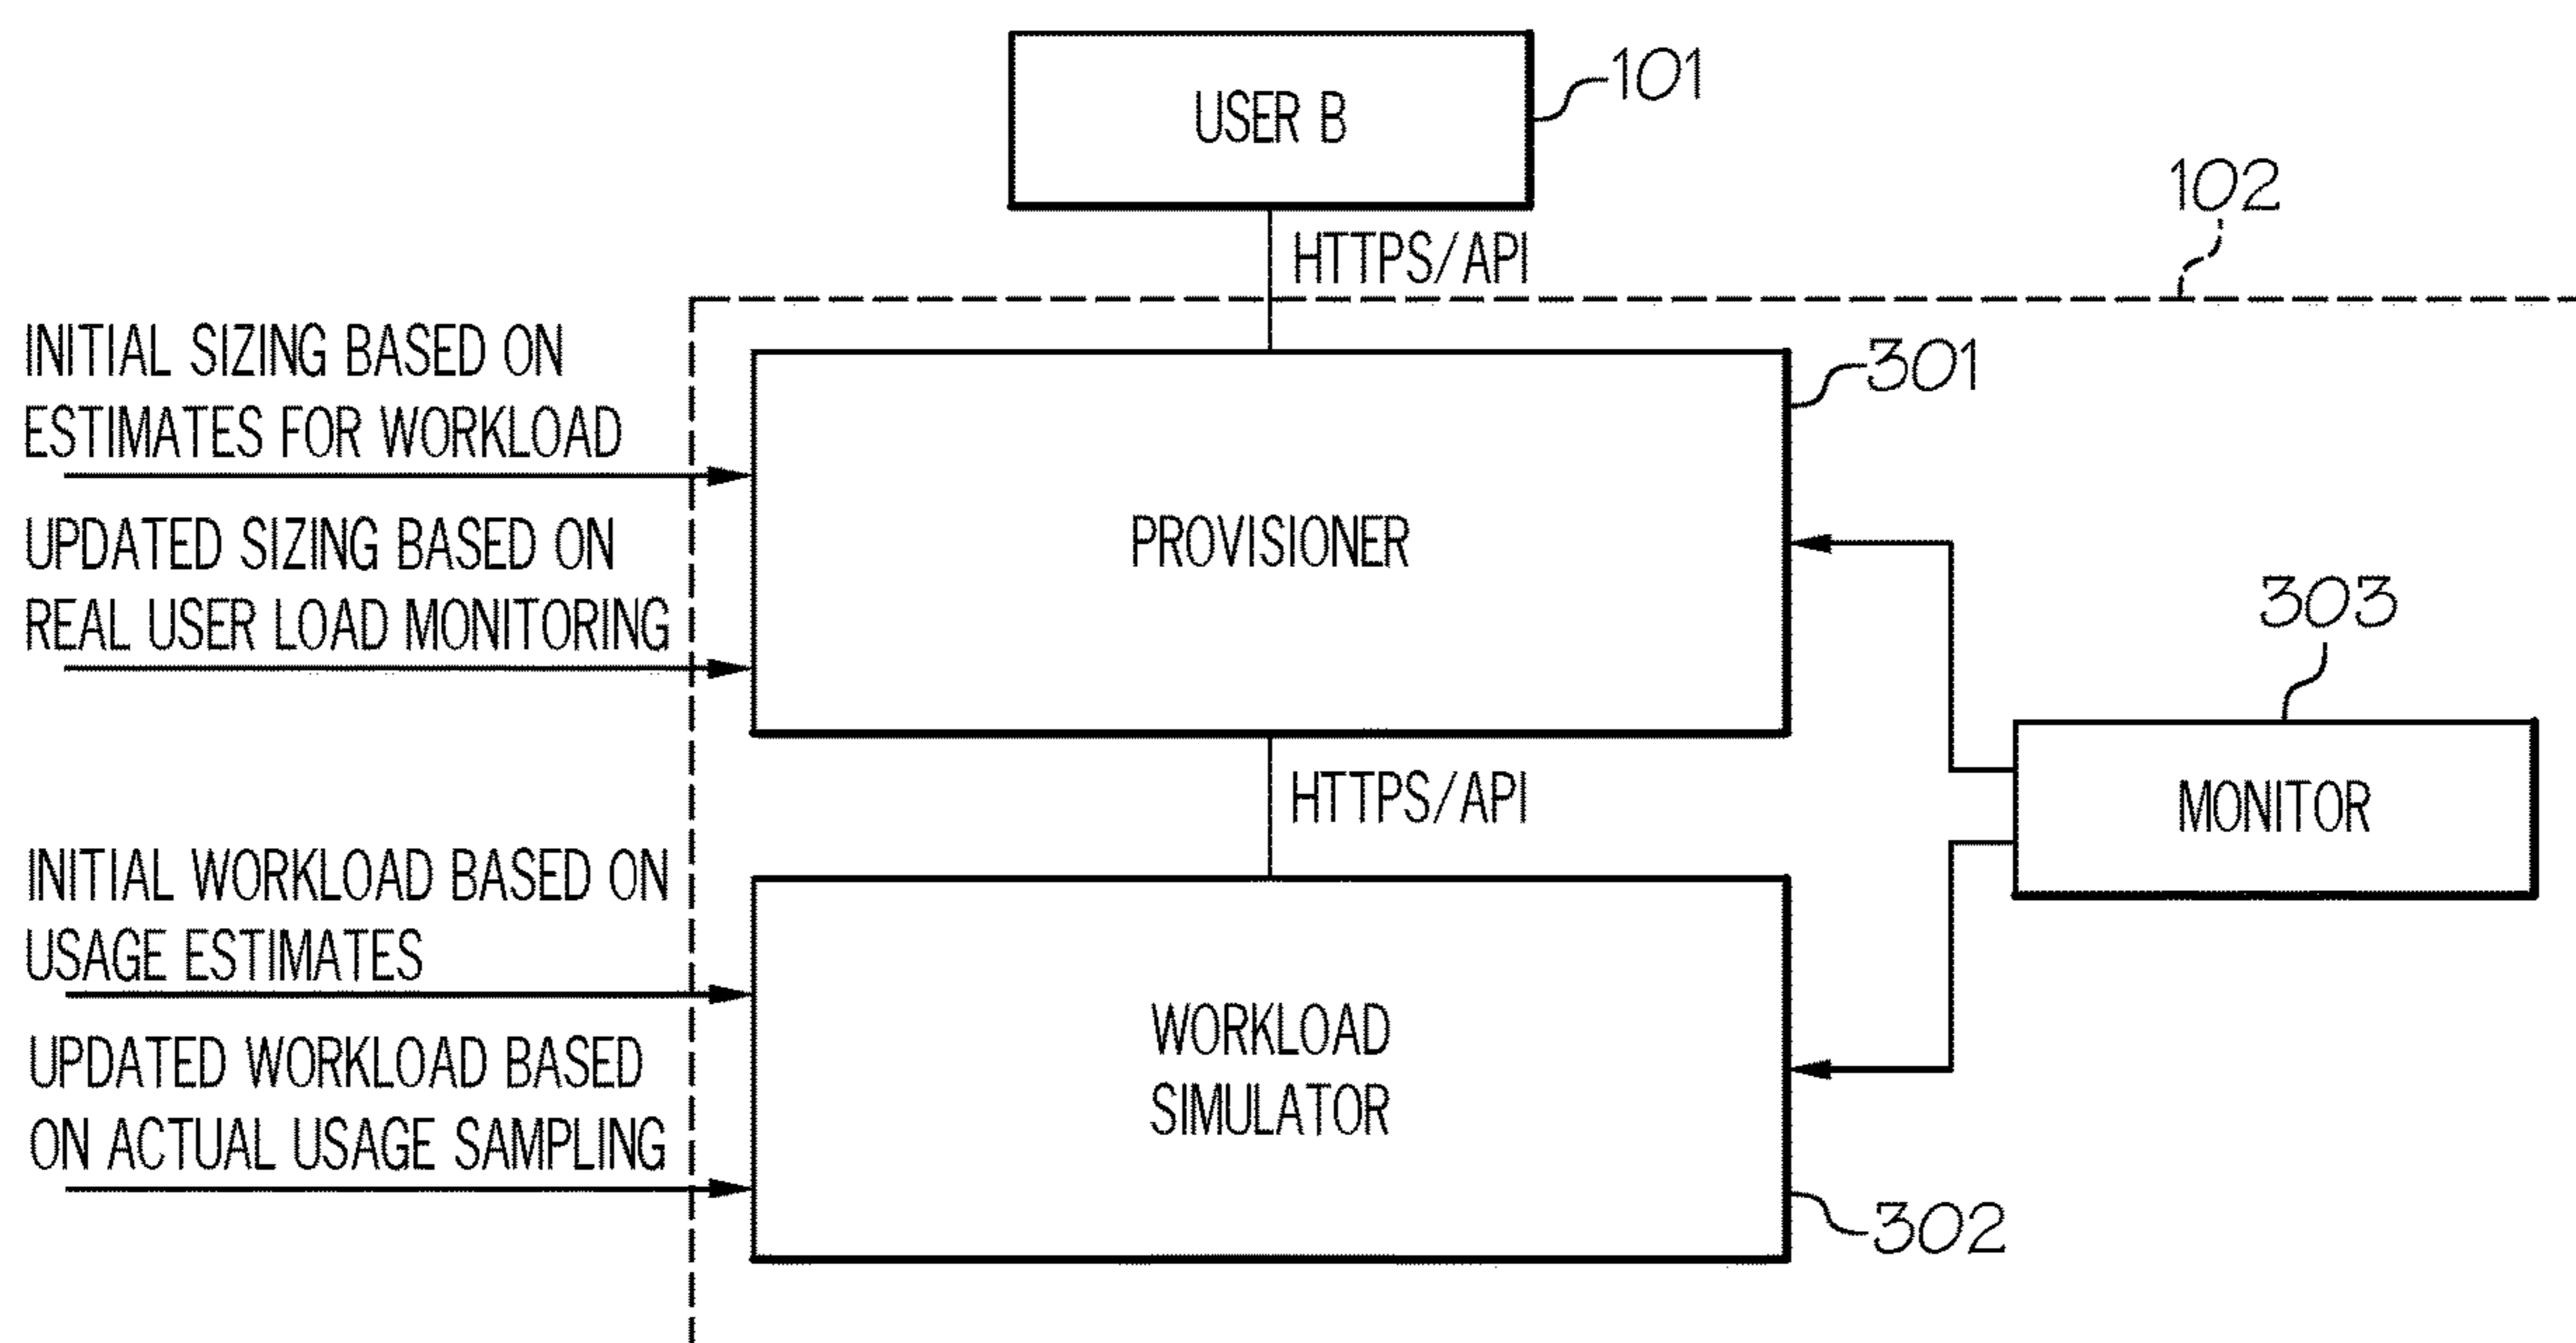 USER B
101
HTTPS/API
102
INITIAL SIZING BASED ON
ESTIMATES FOR WORKLOAD
301
UPDATED SIZING BASED ON
REAL USER LOAD MONITORING
PROVISIONER
303
HTTPS/API
MONITOR
INITIAL WORKLOAD BASED ON
USAGE ESTIMATES
WORKLOAD
SIMULATOR
UPDATED WORKLOAD BASED
ON ACTUAL USAGE SAMPLING
302